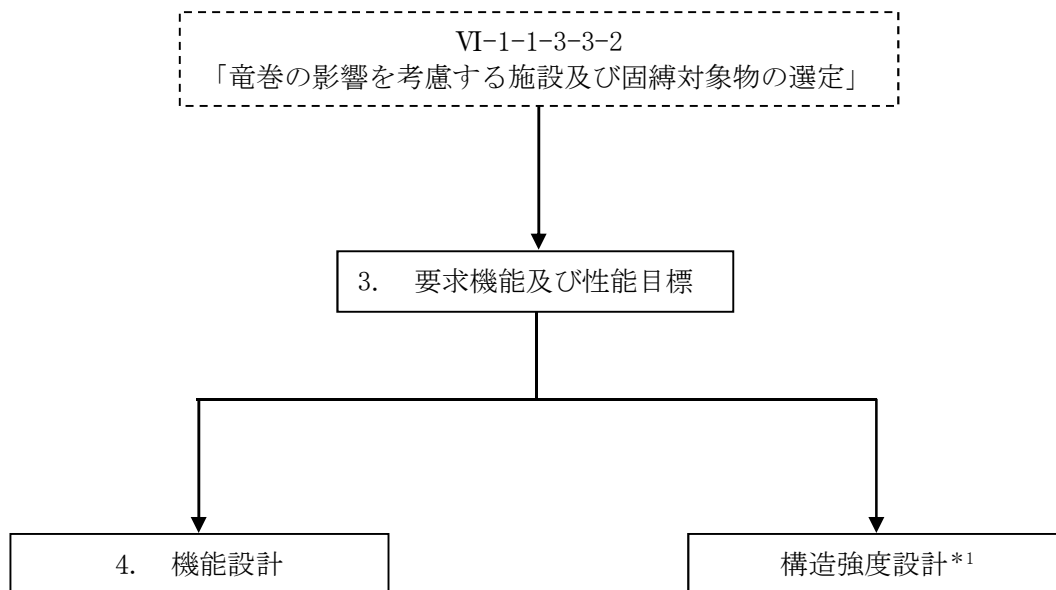 Ⅵ-1-1-3-3-2
「竜巻の影響を考慮する施設及び固縛対象物の選定」
3. 要求機能及び性能目標
4. 機能設計
構造強度設計*1